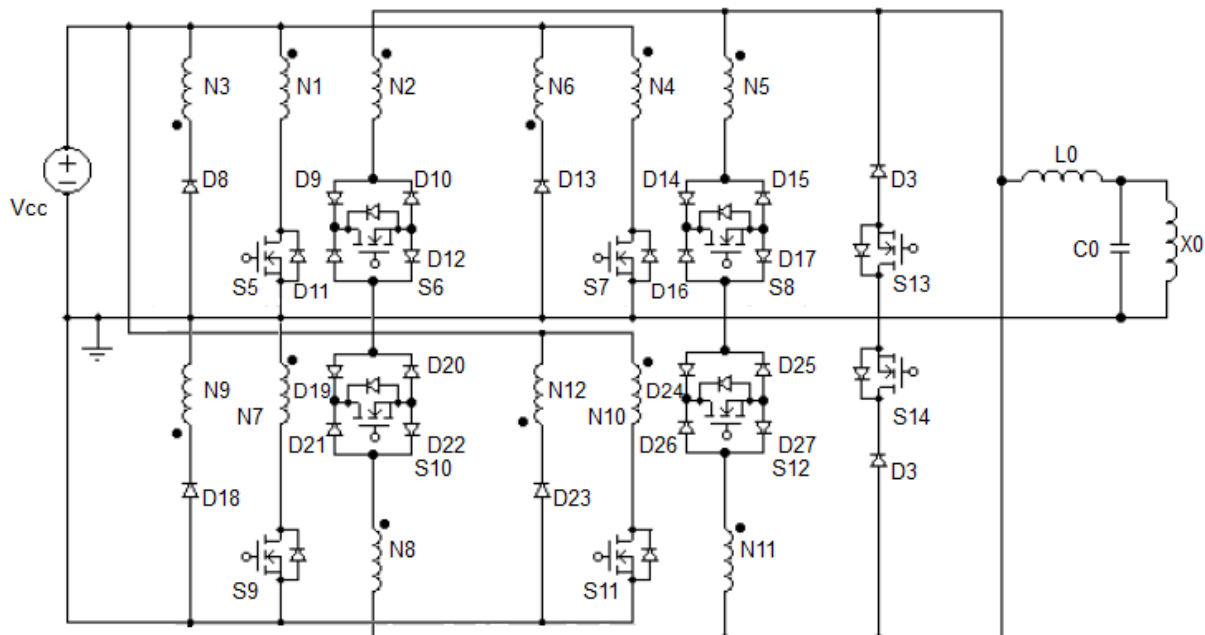 N3
N1
N2
N6
N4
N5
Vcc
D8
D9
D10
D13
D14
D15
D3
L0
D12
D17
C0
X0
S5
D11
S6
S7
D16
S8
S13
D20
D25
N9
D19
N12
D24
S14
N7
N10
D21
D22
D26
D27
S10
S12
D3
D18
D23
N8
N11
S9
S11